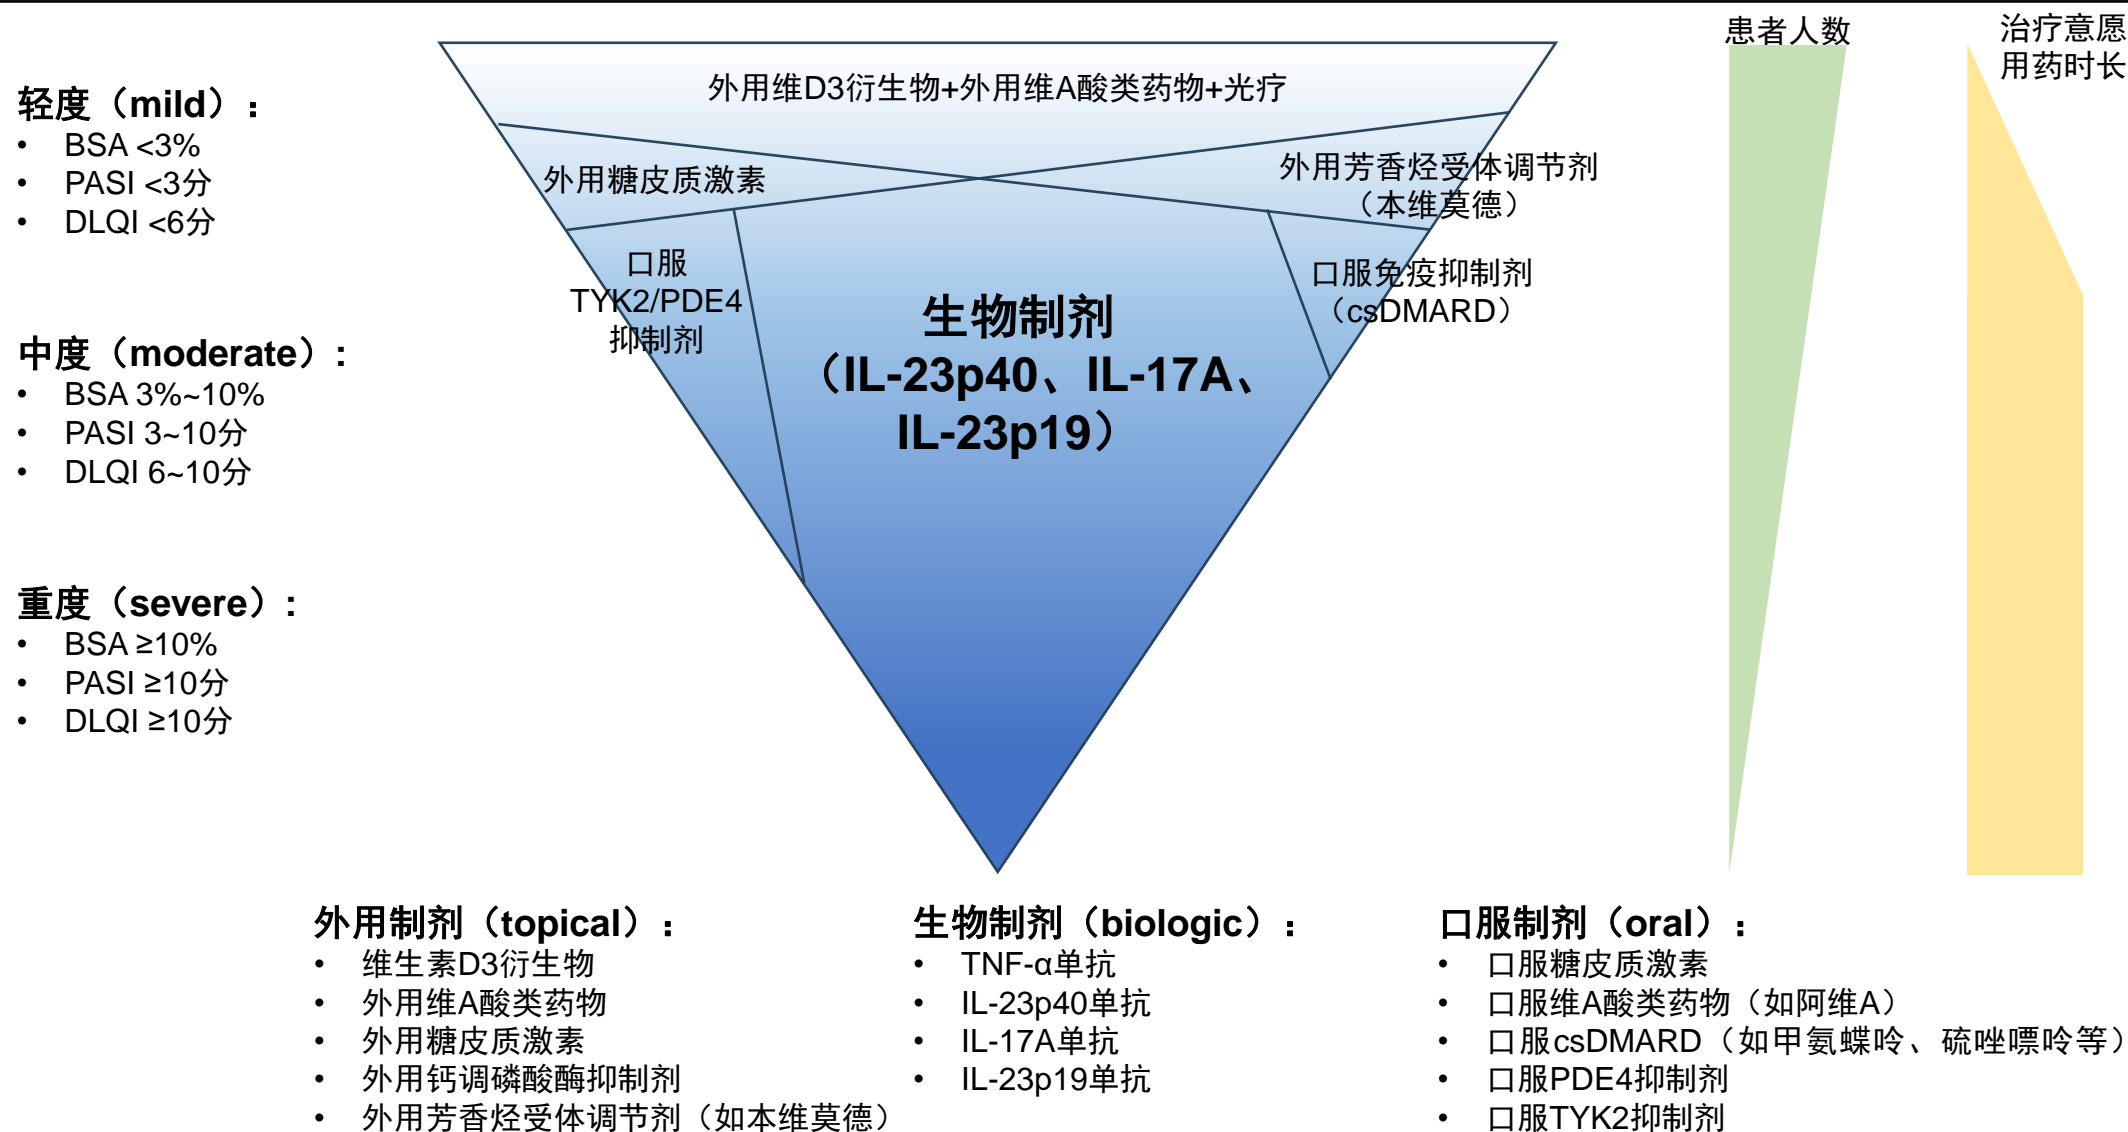 患者人数
治疗意愿
用药时长
外用维D3衍生物+外用维A酸类药物+光疗
轻度（mild）:
• BSA <3%
• PASI <3分
• DLQI <6分
外用糖皮质激素
外用芳香烃受体调节剂
（本维莫德）
口服
TYK2/PDE4
抑制剂
口服免疫抑制剂
（csDMARD）
生物制剂
（IL-23p40、IL-17A、
IL-23p19）
中度（moderate）:
• BSA 3%~10%
• PASI 3~10分
• DLQI 6~10分
重度（severe）:
• BSA ≥10%
• PASI ≥10分
• DLQI ≥10分
外用制剂（topical）:
• 维生素D3衍生物
• 外用维A酸类药物
• 外用糖皮质激素
• 外用钙调磷酸酶抑制剂
• 外用芳香烃受体调节剂（如本维莫德）
生物制剂（biologic）:
• TNF-α单抗
• IL-23p40单抗
• IL-17A单抗
• IL-23p19单抗
口服制剂（oral）:
• 口服糖皮质激素
• 口服维A酸类药物（如阿维A）
• 口服csDMARD（如甲氨蝶呤、硫唑嘌呤等）
• 口服PDE4抑制剂
• 口服TYK2抑制剂